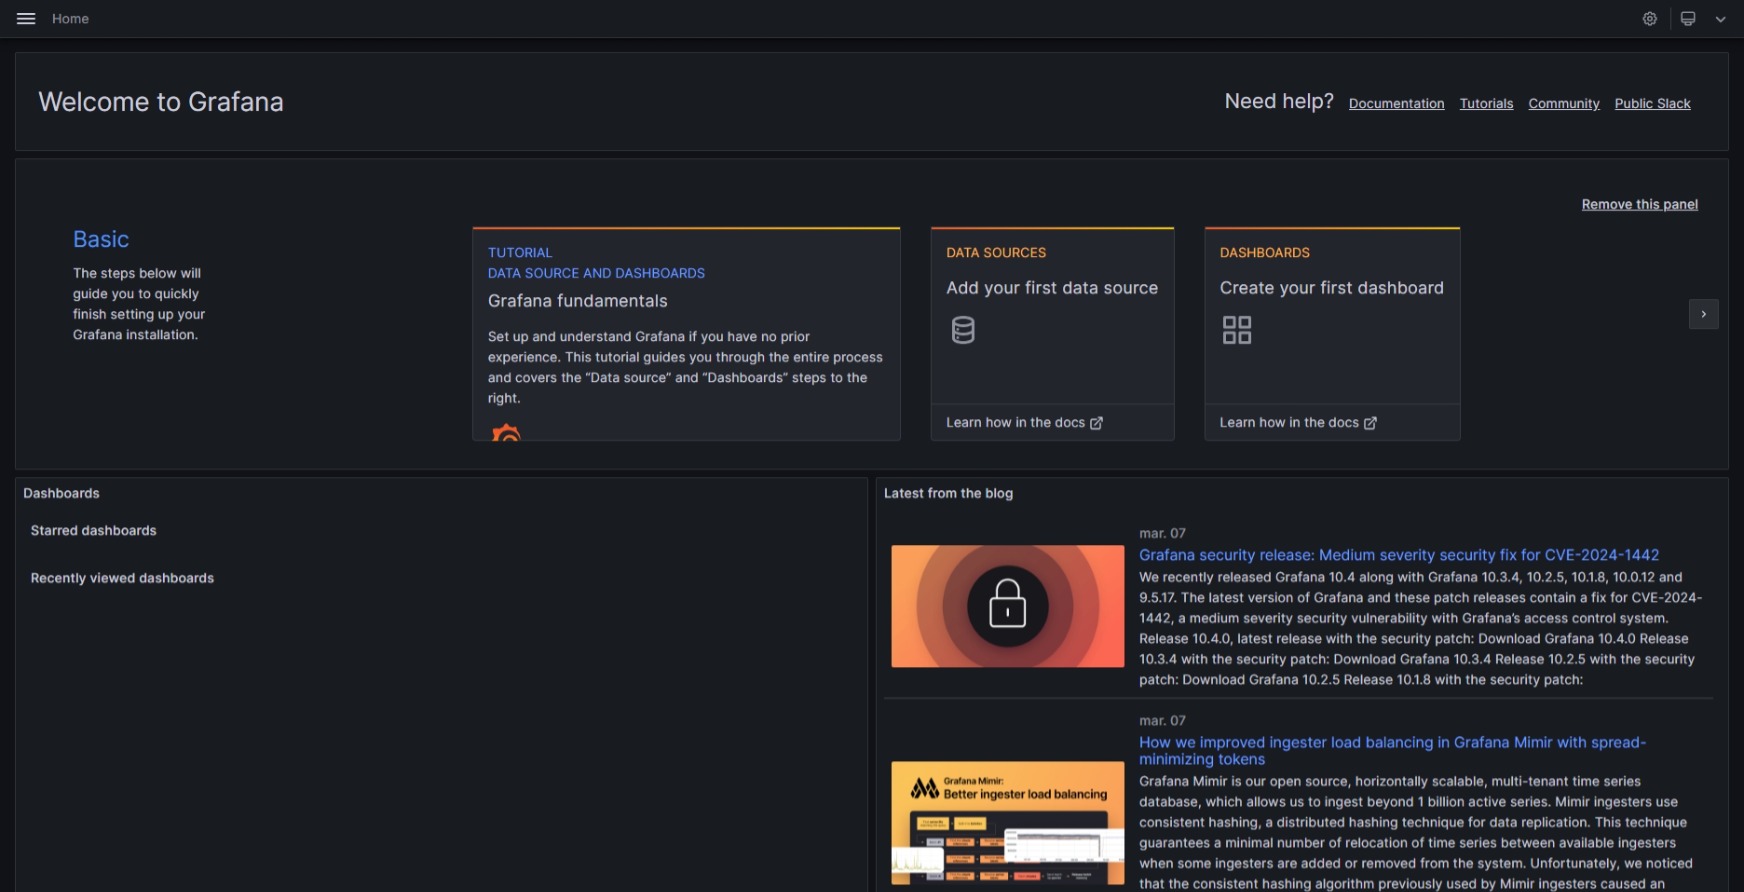 Home
Welcome to Grafana
Need help? Documentation Tutorials Community Public Slack
Remove this panel
Basic
The steps below will
guide you to quickly
finish setting up your
Grafana installation.
TUTORIAL
DATA SOURCE AND DASHBOARDS
Grafana fundamentals
Set up and understand Grafana if you have no prior
experience. This tutorial guides you through the entire process
and covers the “Data source” and “Dashboards” steps to the
right.
DATA SOURCES
Add your first data source
Learn how in the docs
DASHBOARDS
Create your first dashboard
Learn how in the docs
Dashboards
Starred dashboards
Recently viewed dashboards
Latest from the blog
mar. 07
Grafana security release: Medium severity security fix for CVE-2024-1442
We recently released Grafana 10.4 along with Grafana 10.3.4, 10.2.5, 10.1.8, 10.0.12 and
9.5.17. The latest version of Grafana and these patch releases contain a fix for CVE-2024-
1442, a medium severity security vulnerability with Grafana’s access control system.
Release 10.4.0, latest release with the security patch: Download Grafana 10.4.0 Release
10.3.4 with the security patch: Download Grafana 10.3.4 Release 10.2.5 with the security
patch: Download Grafana 10.2.5 Release 10.1.8 with the security patch:
mar. 07
How we improved ingester load balancing in Grafana Mimir with spread-
minimizing tokens
Grafana Mimir:
Better ingester load balancing
Grafana Mimir is our open source, horizontally scalable, multi-tenant time series
database, which allows us to ingest beyond 1 billion active series. Mimir ingesters use
consistent hashing, a distributed hashing technique for data replication. This technique
guarantees a minimal number of relocation of time series between available ingesters
when some ingesters are added or removed from the system. Unfortunately, we noticed
that the consistent hashing algorithm previously used by Mimir ingesters caused an